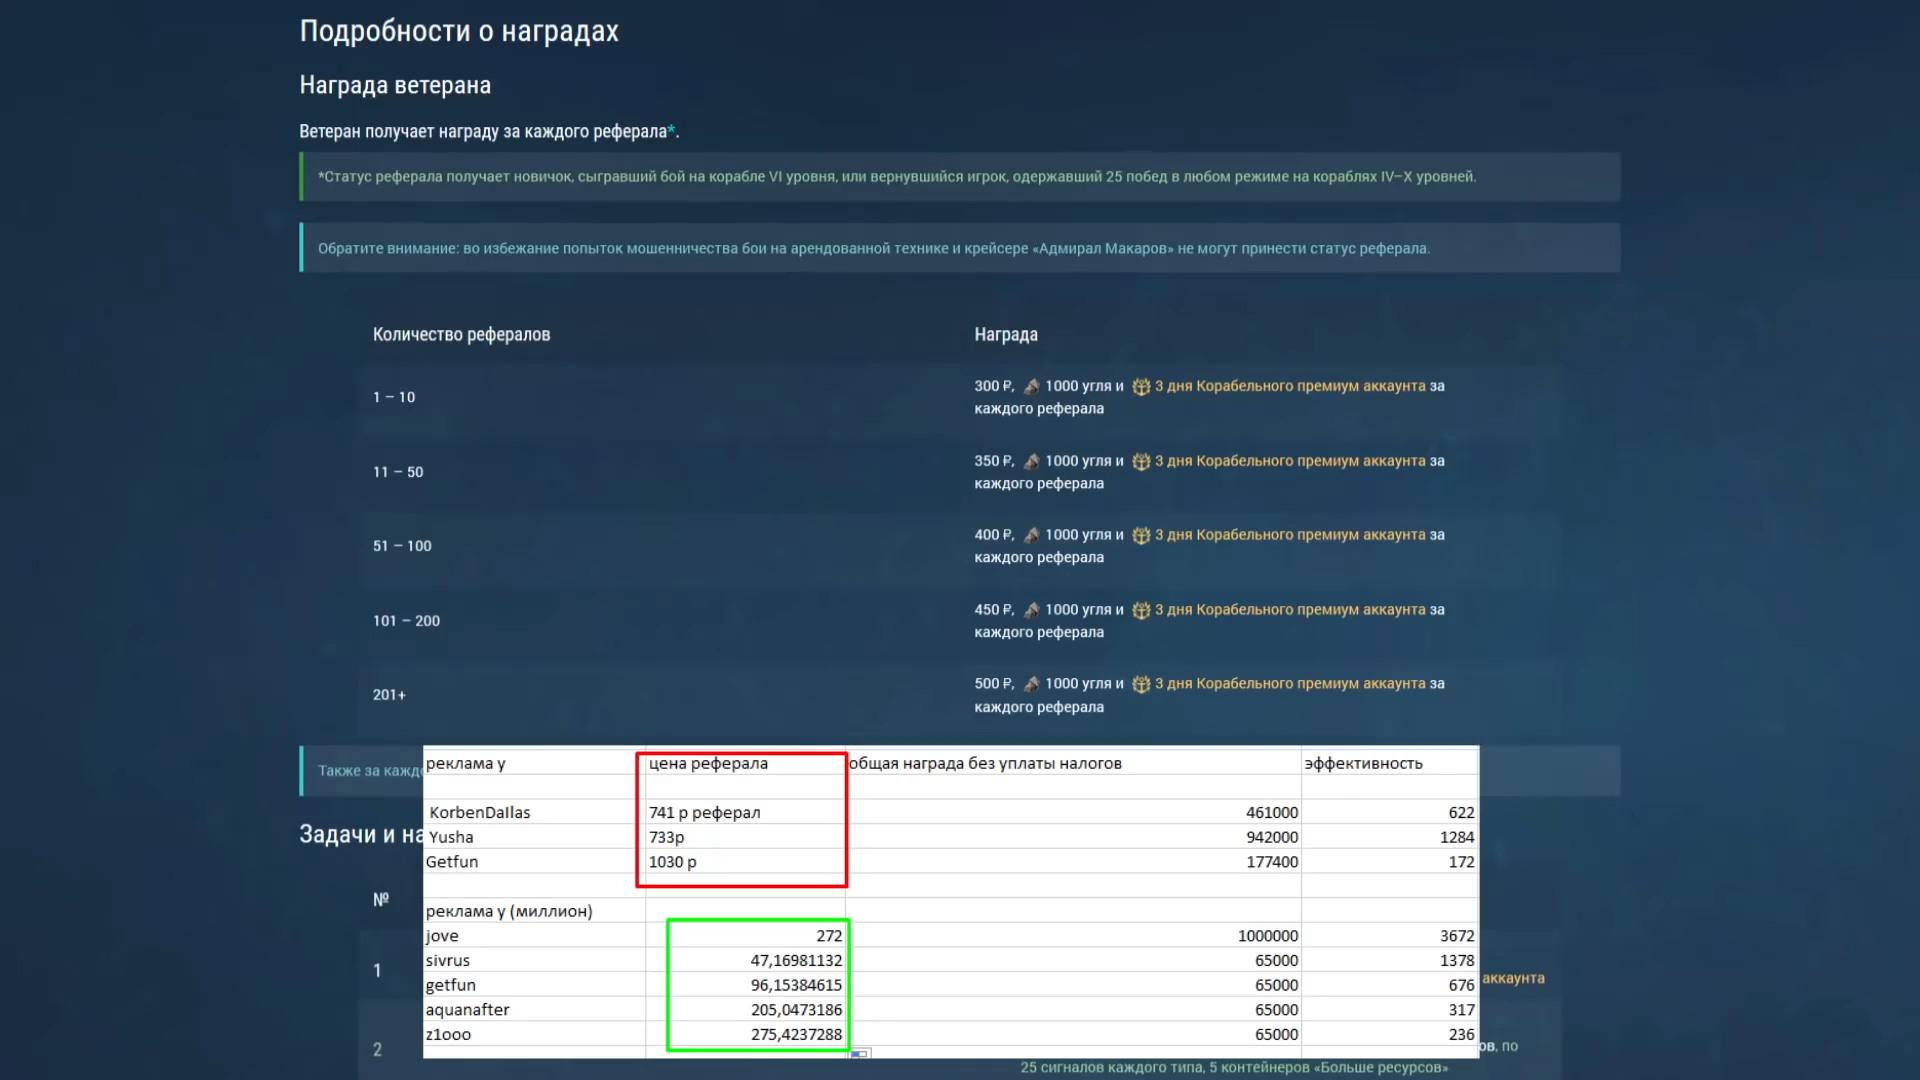 Подробности о наградах
Награда ветерана
Ветеран получает награду за каждого реферала*.
*Статус реферала получает новичок, сыгравший бой на корабле VI уровня, или вернувшийся игрок, одержавший 25 побед в любом режиме на кораблях IV–X уровней.
Обратите внимание: во избежание попыток мошенничества бои на арендованной технике и крейсере «Адмирал Макаров» не могут принести статус реферала.
Количество рефералов Награда
1 – 10 300 ₽, 1000 угля и 3 дня Корабельного премиум аккаунта за
каждого реферала
11 – 50 350 ₽, 1000 угля и 3 дня Корабельного премиум аккаунта за
каждого реферала
51 – 100 400 ₽, 1000 угля и 3 дня Корабельного премиум аккаунта за
каждого реферала
101 – 200 450 ₽, 1000 угля и 3 дня Корабельного премиум аккаунта за
каждого реферала
201+ 500 ₽, 1000 угля и 3 дня Корабельного премиум аккаунта за
каждого реферала
Также за кажд
реклама у цена реферала общая награда без уплаты налогов эффективность
KorbenDallas 741 р реферал 461000 622
Задачи и на
Yusha 733р 942000 1284
Getfun 1030 р 177400 172
№
реклама у (миллион)
jove 272 1000000 3672
sivrus 47,16981132 65000 1378
1
getfun 96,15384615 65000 676
аккаунта
aquanafter 205,0473186 65000 317
z1ooo 275,4237288 65000 236
2
ов, по
25 сигналов каждого типа, 5 контейнеров «Больше ресурсов»